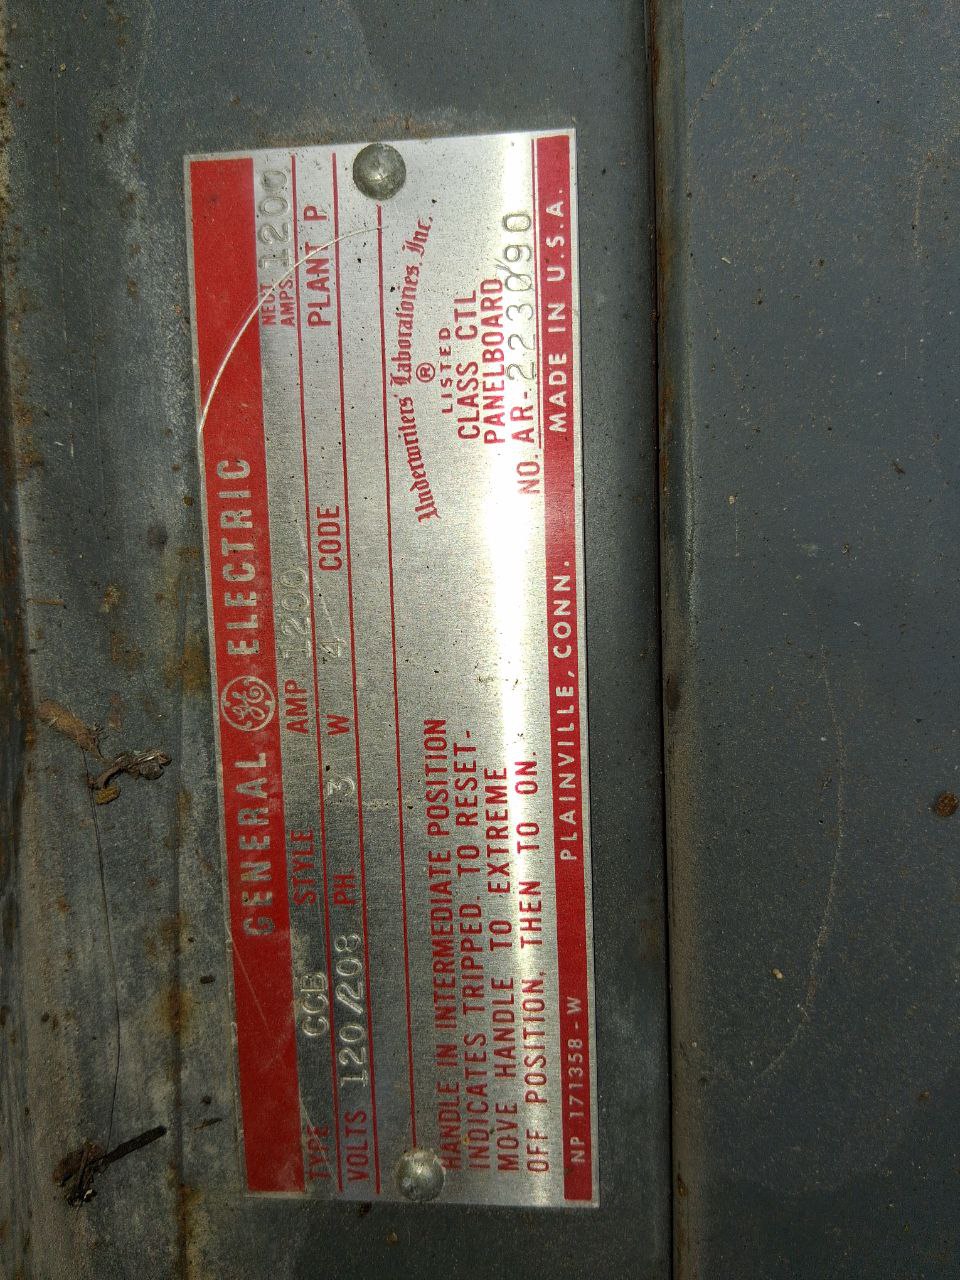 GENERAL GE ELECTRIC
TYPE CCB STYLE AMP 1200 NEUT AMPS. 1200
VOLTS 120/208 PH 3 W 4 CODE PLANT P
HANDLE IN INTERMEDIATE POSITION
INDICATES TRIPPED. TO RESET-
MOVE HANDLE TO EXTREME
OFF POSITION, THEN TO ON.
Underwriters' Laboratories, Inc.
®
LISTED
CLASS CTL
PANELBOARD
NO. AR-223090
NP 171358-W PLAINVILLE, CONN. MADE IN U.S.A.